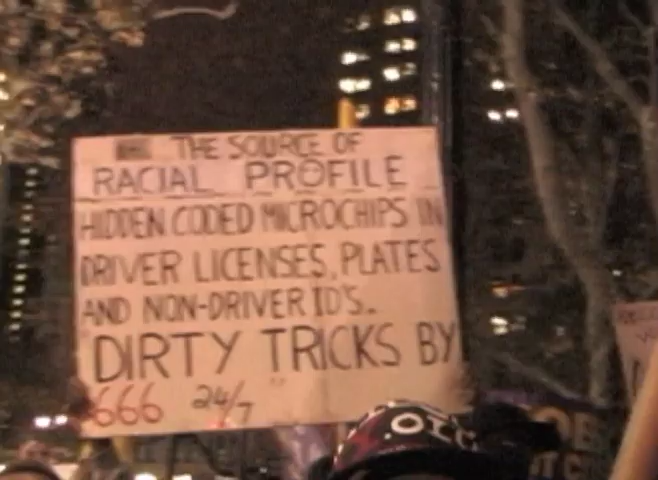 THE SOURCE OF
RACIAL PROFILE
HIDDEN CODED MICROCHIPS IN
DRIVER LICENSES, PLATES
AND NON-DRIVER ID'S.
DIRTY TRICKS BY
666 24/7
.org